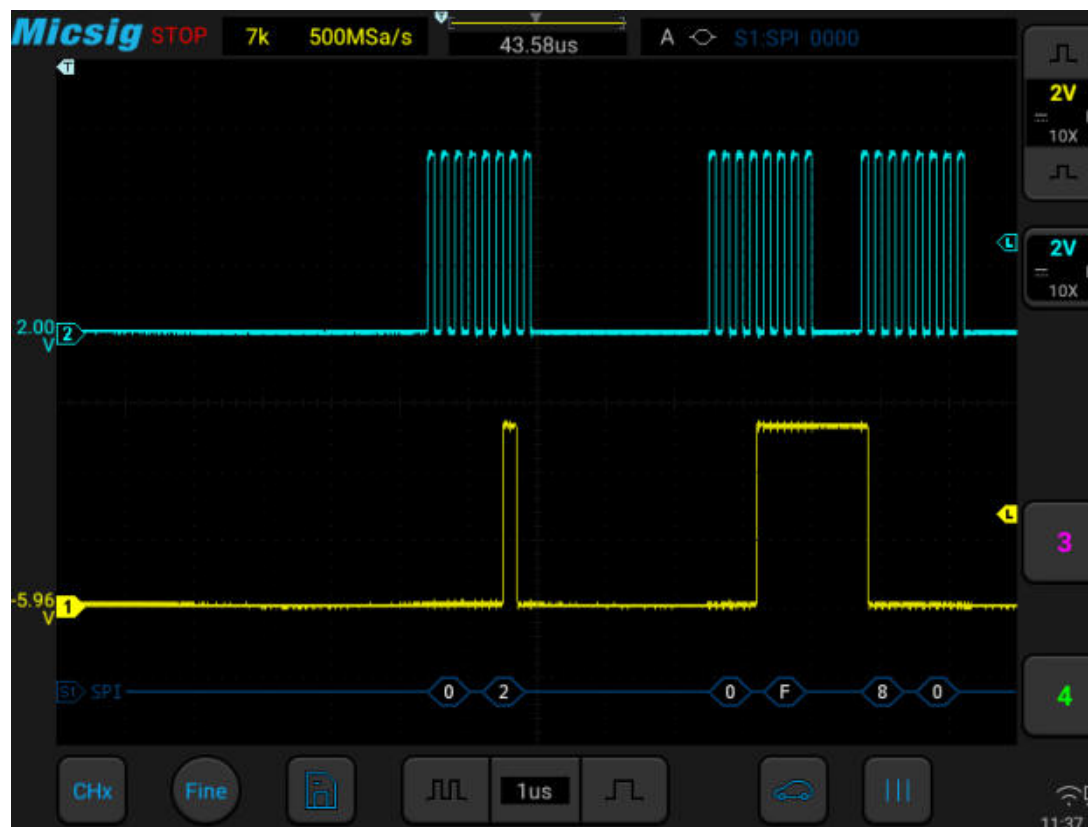 Micsig STOP 7k 500MSa/s 43.58us A S1:SPI 0000
T
2V
10X
L
2V
10X
2.00
V
2
L
3
-5.96
V
1
S1 SPI 0 2 0 F 8 0
4
CHx Fine 1us
11:37